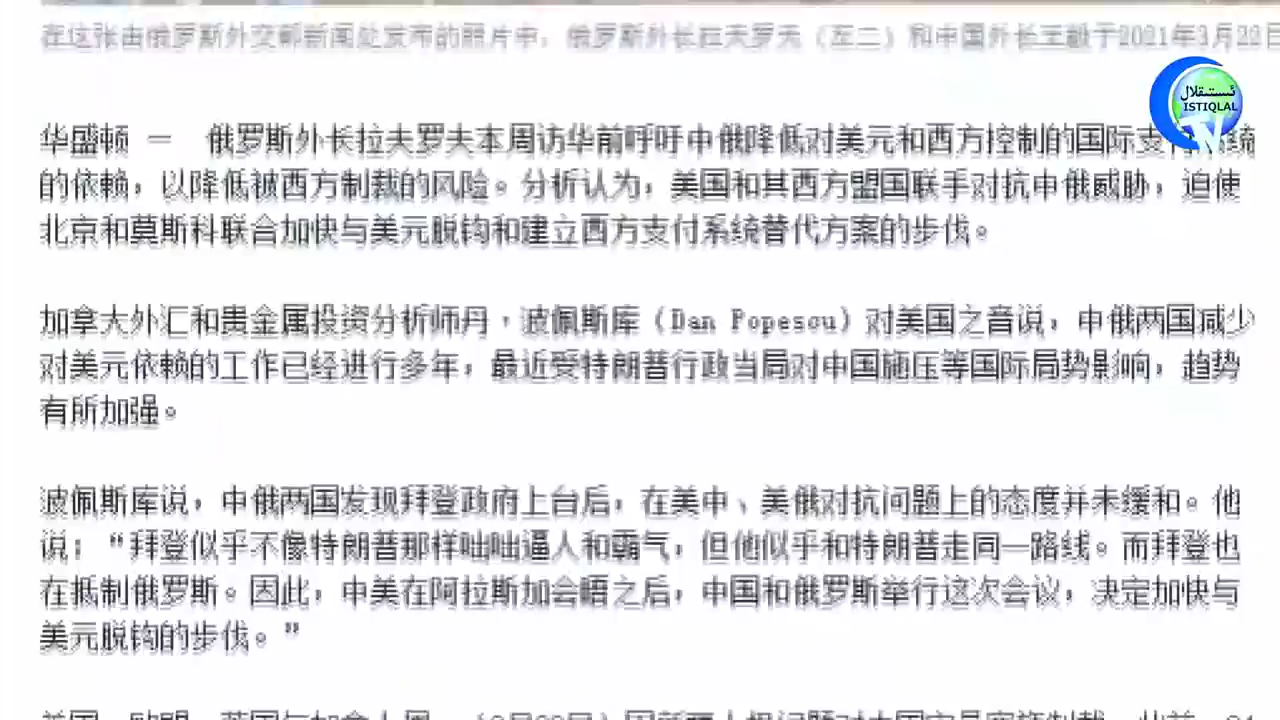 在这张由俄罗斯外交部新闻处发布的照片中，俄罗斯外长拉夫罗夫（左二）和中国外长王毅于2021年3月22日
ئىستىقلال
ISTIQLAL
TV
华盛顿 — 俄罗斯外长拉夫罗夫本周访华前呼吁中俄降低对美元和西方控制的国际支付系统
的依赖，以降低被西方制裁的风险。分析认为，美国和其西方盟国联手对抗中俄威胁，迫使
北京和莫斯科联合加快与美元脱钩和建立西方支付系统替代方案的步伐。
加拿大外汇和贵金属投资分析师丹·波佩斯库（Dan Popescu）对美国之音说，中俄两国减少
对美元依赖的工作已经进行多年，最近受特朗普行政当局对中国施压等国际局势影响，趋势
有所加强。
波佩斯库说，中俄两国发现拜登政府上台后，在美中、美俄对抗问题上的态度并未缓和。他
说：“拜登似乎不像特朗普那样咄咄逼人和霸气，但他似乎和特朗普走同一路线。而拜登也
在抵制俄罗斯。因此，中美在阿拉斯加会晤之后，中国和俄罗斯举行这次会议，决定加快与
美元脱钩的步伐。”